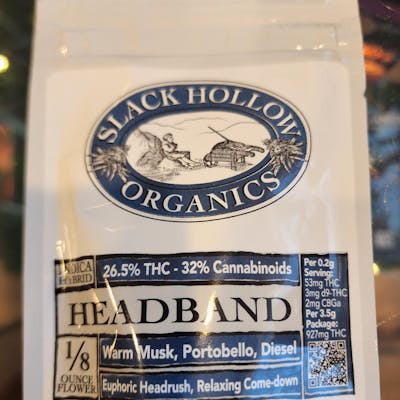 SLACK HOLLOW
ORGANICS
INDICA
HYBRID
26.5% THC - 32% Cannabinoids
HEADBAND
1/8
OUNCE
FLOWER
Warm Musk, Portobello, Diesel
Euphoric Headrush, Relaxing Come-down
Per 0.2g
Serving:
53mg THC
3mg d9-THC
2mg CBGa
Per 3.5g
Package:
927mg THC